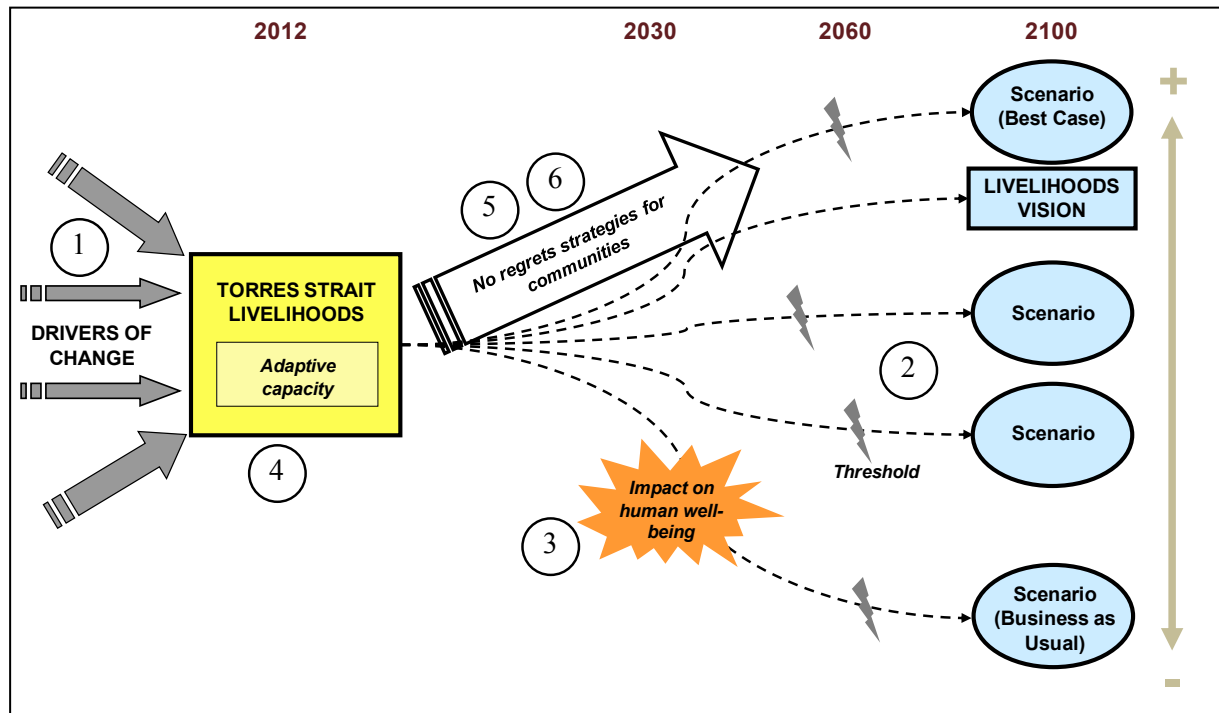 2012
2030
2060
2100
+
Scenario
(Best Case)
LIVELIHOODS
VISION
5
6
No regrets strategies for
communities
1
DRIVERS OF
CHANGE
TORRES STRAIT
LIVELIHOODS
Adaptive
capacity
4
Scenario
2
Scenario
Threshold
Impact on
human well-
being
3
Scenario
(Business as
Usual)
-